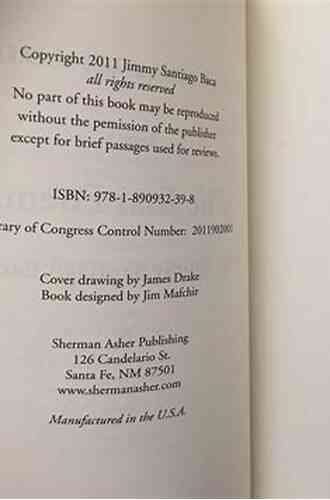 Copyright 2011 Jimmy Santiago Baca
all rights reserved
No part of this book may be reproduced
without the pemission of the publisher
except for brief passages used for reviews.
ISBN: 978-1-890932-39-8
rary of Congress Control Number: 2011902001
Cover drawing by James Drake
Book designed by Jim Mafchir
Sherman Asher Publishing
126 Candelario St.
Santa Fe, NM 87501
www.shermanasher.com
Manufactured in the U.S.A.